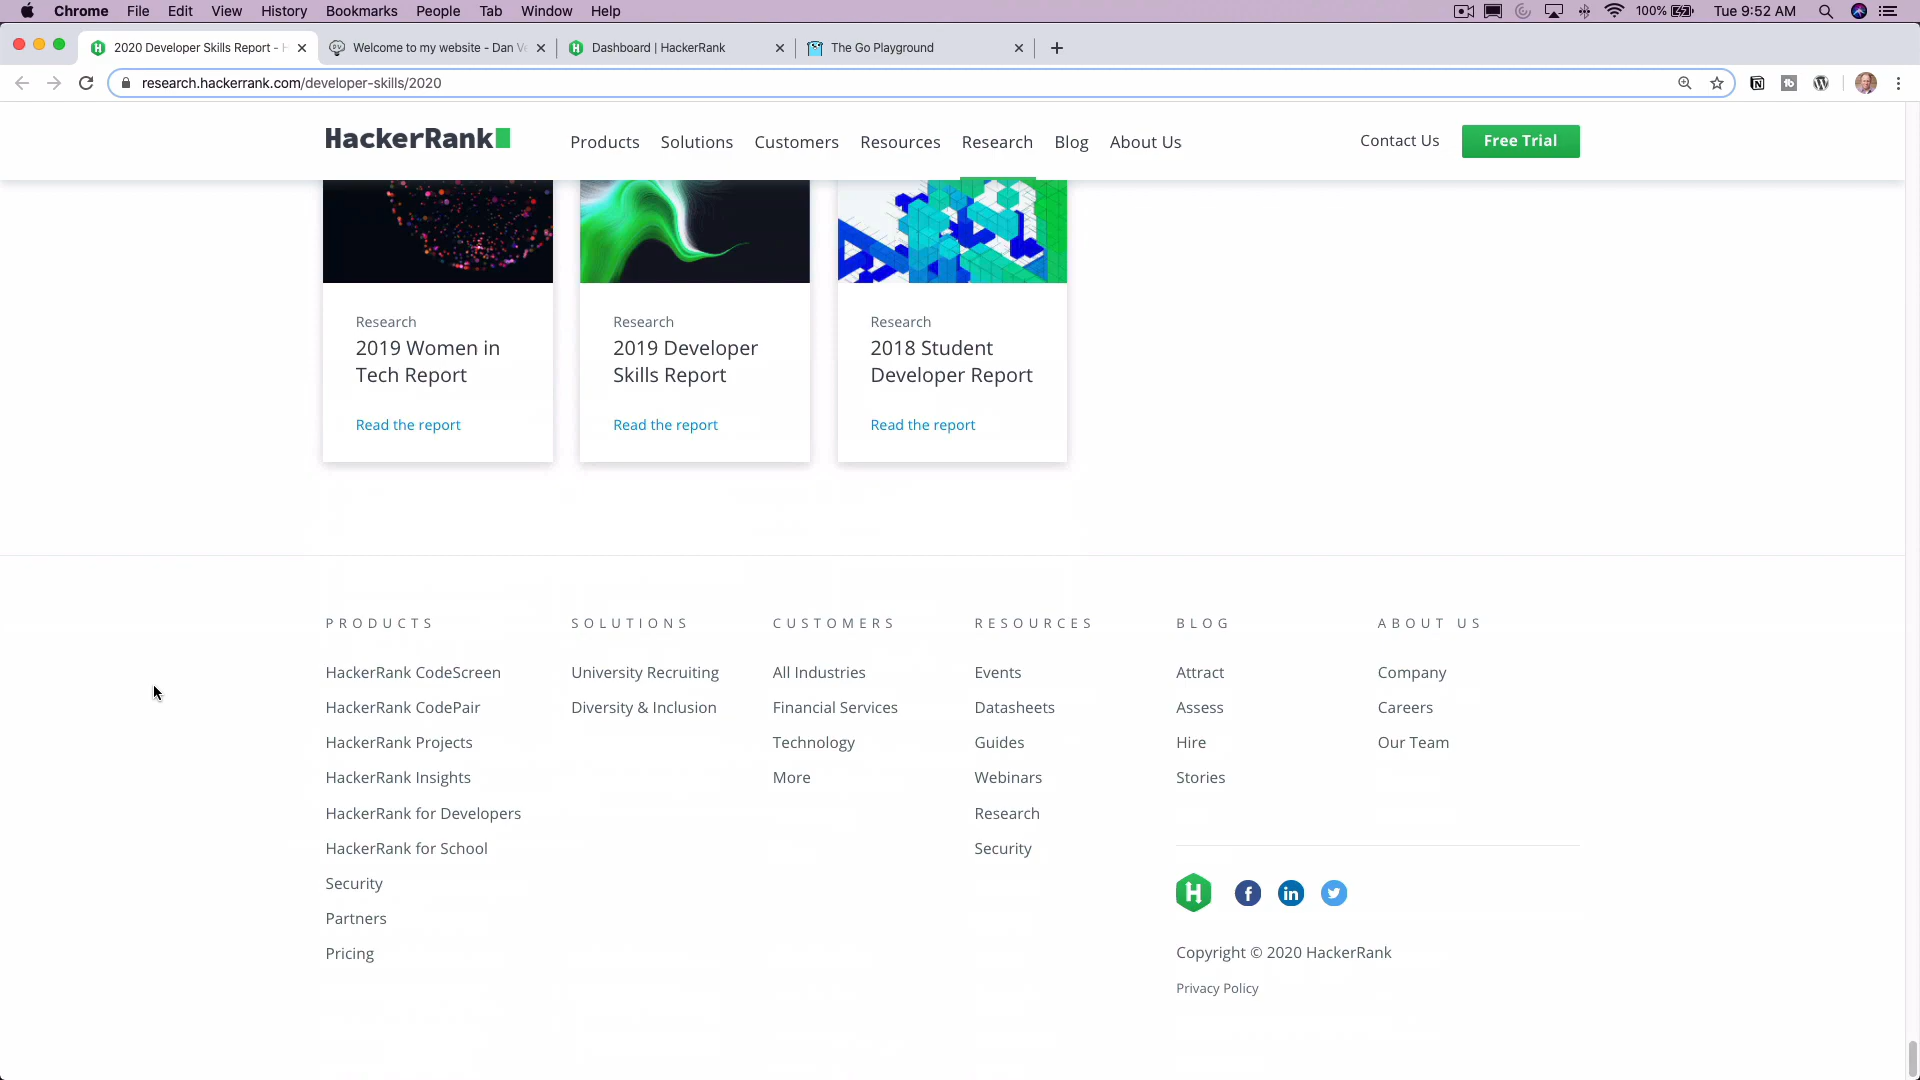 Chrome File Edit View History Bookmarks People Tab Window Help 100% Tue 9:52 AM
2020 Developer Skills Report - Welcome to my website - Dan Dashboard | HackerRank The Go Playground
research.hackerrank.com/developer-skills/2020
HackerRank Products Solutions Customers Resources Research Blog About Us Contact Us Free Trial
Research
2019 Women in
Tech Report
Read the report
Research
2019 Developer
Skills Report
Read the report
Research
2018 Student
Developer Report
Read the report
PRODUCTS
HackerRank CodeScreen
HackerRank CodePair
HackerRank Projects
HackerRank Insights
HackerRank for Developers
HackerRank for School
Security
Partners
Pricing
SOLUTIONS
University Recruiting
Diversity & Inclusion
CUSTOMERS
All Industries
Financial Services
Technology
More
RESOURCES
Events
Datasheets
Guides
Webinars
Research
Security
BLOG
Attract
Assess
Hire
Stories
ABOUT US
Company
Careers
Our Team
Copyright © 2020 HackerRank
Privacy Policy